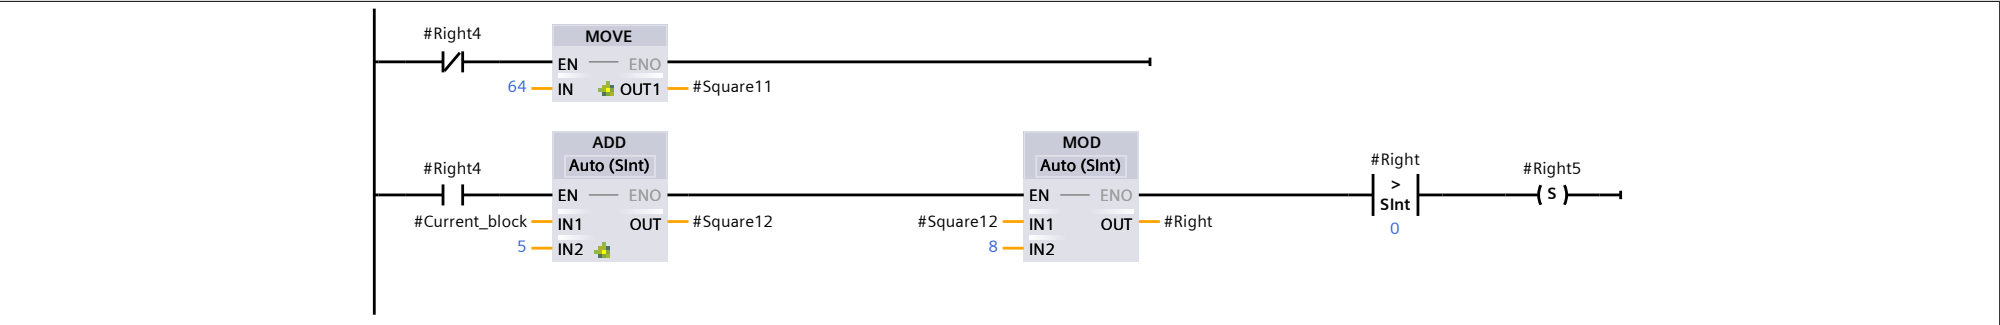 #Right4
MOVE
EN ENO
64 IN OUT1 #Square11
#Right4
ADD
Auto (SInt)
EN ENO
#Current_block IN1 OUT #Square12
5 IN2
MOD
Auto (SInt)
EN ENO
#Square12 IN1 OUT #Right
8 IN2
#Right
>
SInt
0
#Right5
S